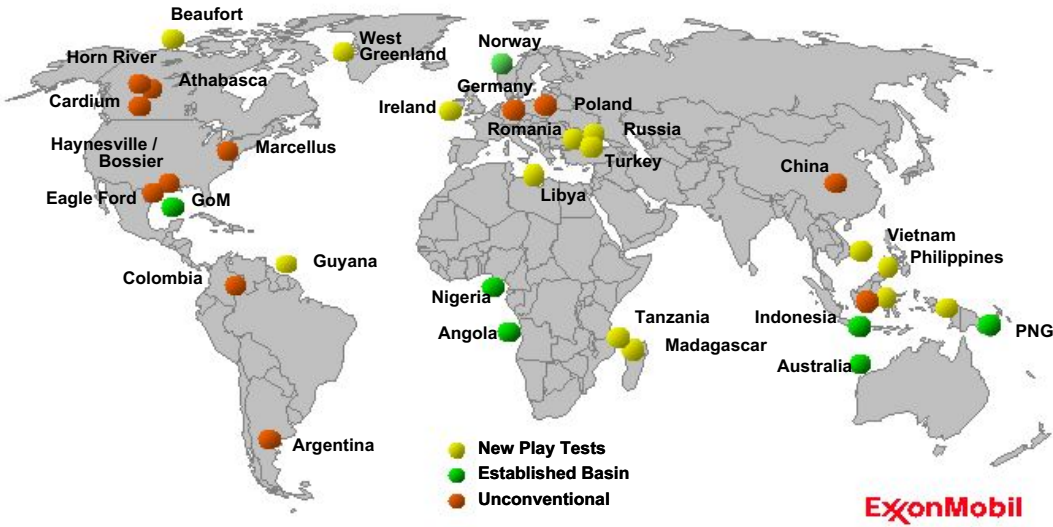 Beaufort
West
Greenland
Norway
Horn River
Athabasca
Germany
Cardium
Ireland
Poland
Romania
Russia
Haynesville /
Bossier
Marcellus
Turkey
China
Eagle Ford
GoM
Libya
Vietnam
Philippines
Guyana
Colombia
Nigeria
Tanzania
Indonesia
PNG
Angola
Madagascar
Australia
Argentina
New Play Tests
Established Basin
Unconventional
ExxonMobil